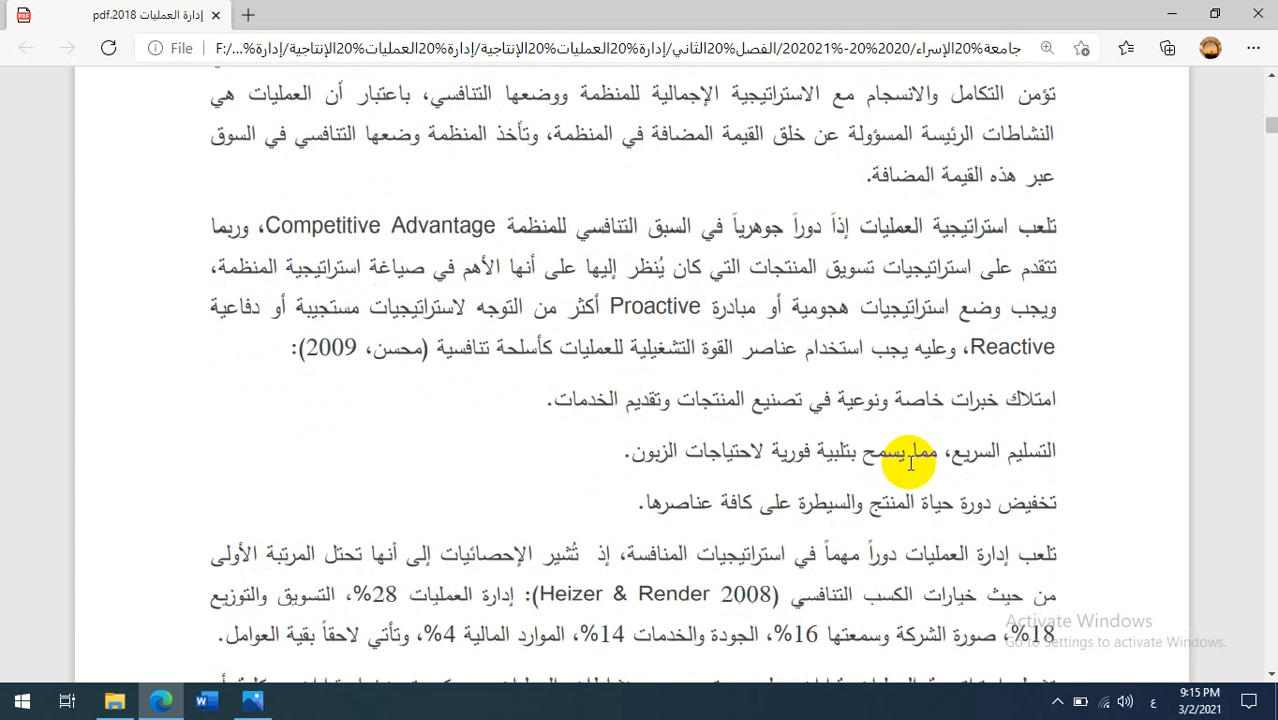 إدارة العمليات 2018.pdf
File
F:/جامعة%20الإسراء/2020%20-%202021/الفصل%20الثاني/إدارة%20العمليات%20الإنتاجية/إدارة%20العمليات%20الإنتاجية/إدارة%20...
تؤمن التكامل والانسجام مع الاستراتيجية الإجمالية للمنظمة ووضعها التنافسي، باعتبار أن العمليات هي
النشاطات الرئيسة المسؤولة عن خلق القيمة المضافة في المنظمة، وتأخذ المنظمة وضعها التنافسي في السوق
عبر هذه القيمة المضافة.
تلعب استراتيجية العمليات إذاً دوراً جوهرياً في السبق التنافسي للمنظمة Competitive Advantage، وربما
تتقدم على استراتيجيات تسويق المنتجات التي كان يُنظر إليها على أنها الأهم في صياغة استراتيجية المنظمة،
ويجب وضع استراتيجيات هجومية أو مبادرة Proactive أكثر من التوجه لاستراتيجيات مستجيبة أو دفاعية
Reactive، وعليه يجب استخدام عناصر القوة التشغيلية للعمليات كأسلحة تنافسية (محسن، 2009):
امتلاك خبرات خاصة ونوعية في تصنيع المنتجات وتقديم الخدمات.
التسليم السريع، مما يسمح بتلبية فورية لاحتياجات الزبون.
تخفيض دورة حياة المنتج والسيطرة على كافة عناصرها.
تلعب إدارة العمليات دوراً مهماً في استراتيجيات المنافسة، إذ تُشير الإحصائيات إلى أنها تحتل المرتبة الأولى
من حيث خيارات الكسب التنافسي (Heizer & Render 2008): إدارة العمليات 28%، التسويق والتوزيع
18%، صورة الشركة وسمعتها 16%، الجودة والخدمات 14%، الموارد المالية 4%، وتأتي لاحقاً بقية العوامل.
Activate Windows
Go to Settings to activate Windows.
ع
9:15 PM
3/2/2021